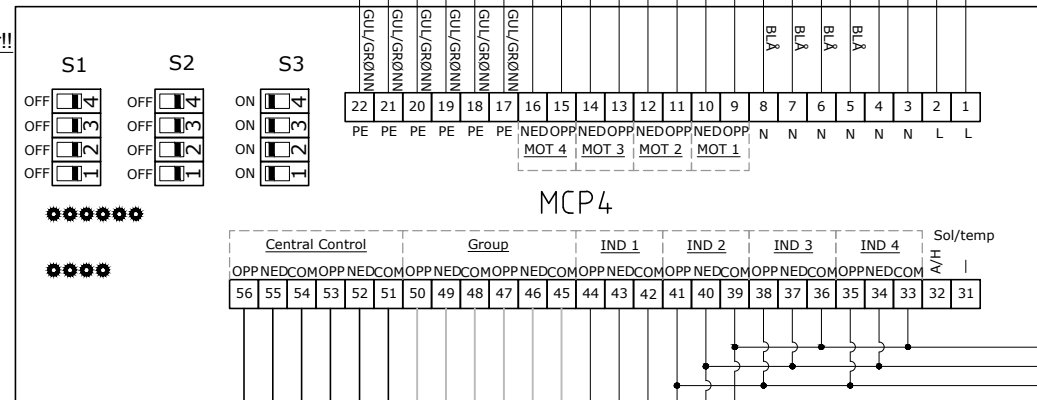 !!
GUL/GRØNN GUL/GRØNN GUL/GRØNN GUL/GRØNN GUL/GRØNN GUL/GRØNN
BLÅ BLÅ BLÅ BLÅ
S1 S2 S3
OFF 4 OFF 4 ON 4
OFF 3 OFF 3 ON 3
OFF 2 OFF 2 ON 2
OFF 1 OFF 1 ON 1
22 21 20 19 18 17 16 15 14 13 12 11 10 9 8 7 6 5 4 3 2 1
PE PE PE PE PE PE NED OPP NED OPP NED OPP NED OPP N N N N N N L L
MOT 4 MOT 3 MOT 2 MOT 1
MCP4
Central Control Group IND 1 IND 2 IND 3 IND 4 Sol/temp
OPP NED COM OPP NED COM OPP NED COM OPP NED COM OPP NED COM OPP NED COM OPP NED COM OPP NED COM A/H —
56 55 54 53 52 51 50 49 48 47 46 45 44 43 42 41 40 39 38 37 36 35 34 33 32 31